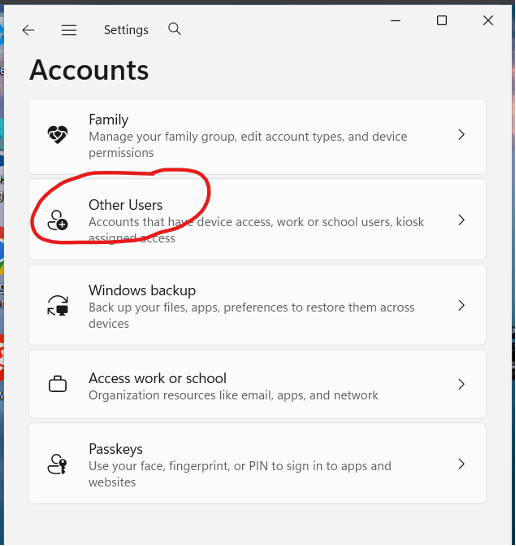 Settings
Accounts
Family
Manage your family group, edit account types, and device
permissions
Other Users
Accounts that have device access, work or school users, kiosk
assigned access
Windows backup
Back up your files, apps, preferences to restore them across
devices
Access work or school
Organization resources like email, apps, and network
Passkeys
Use your face, fingerprint, or PIN to sign in to apps and
websites